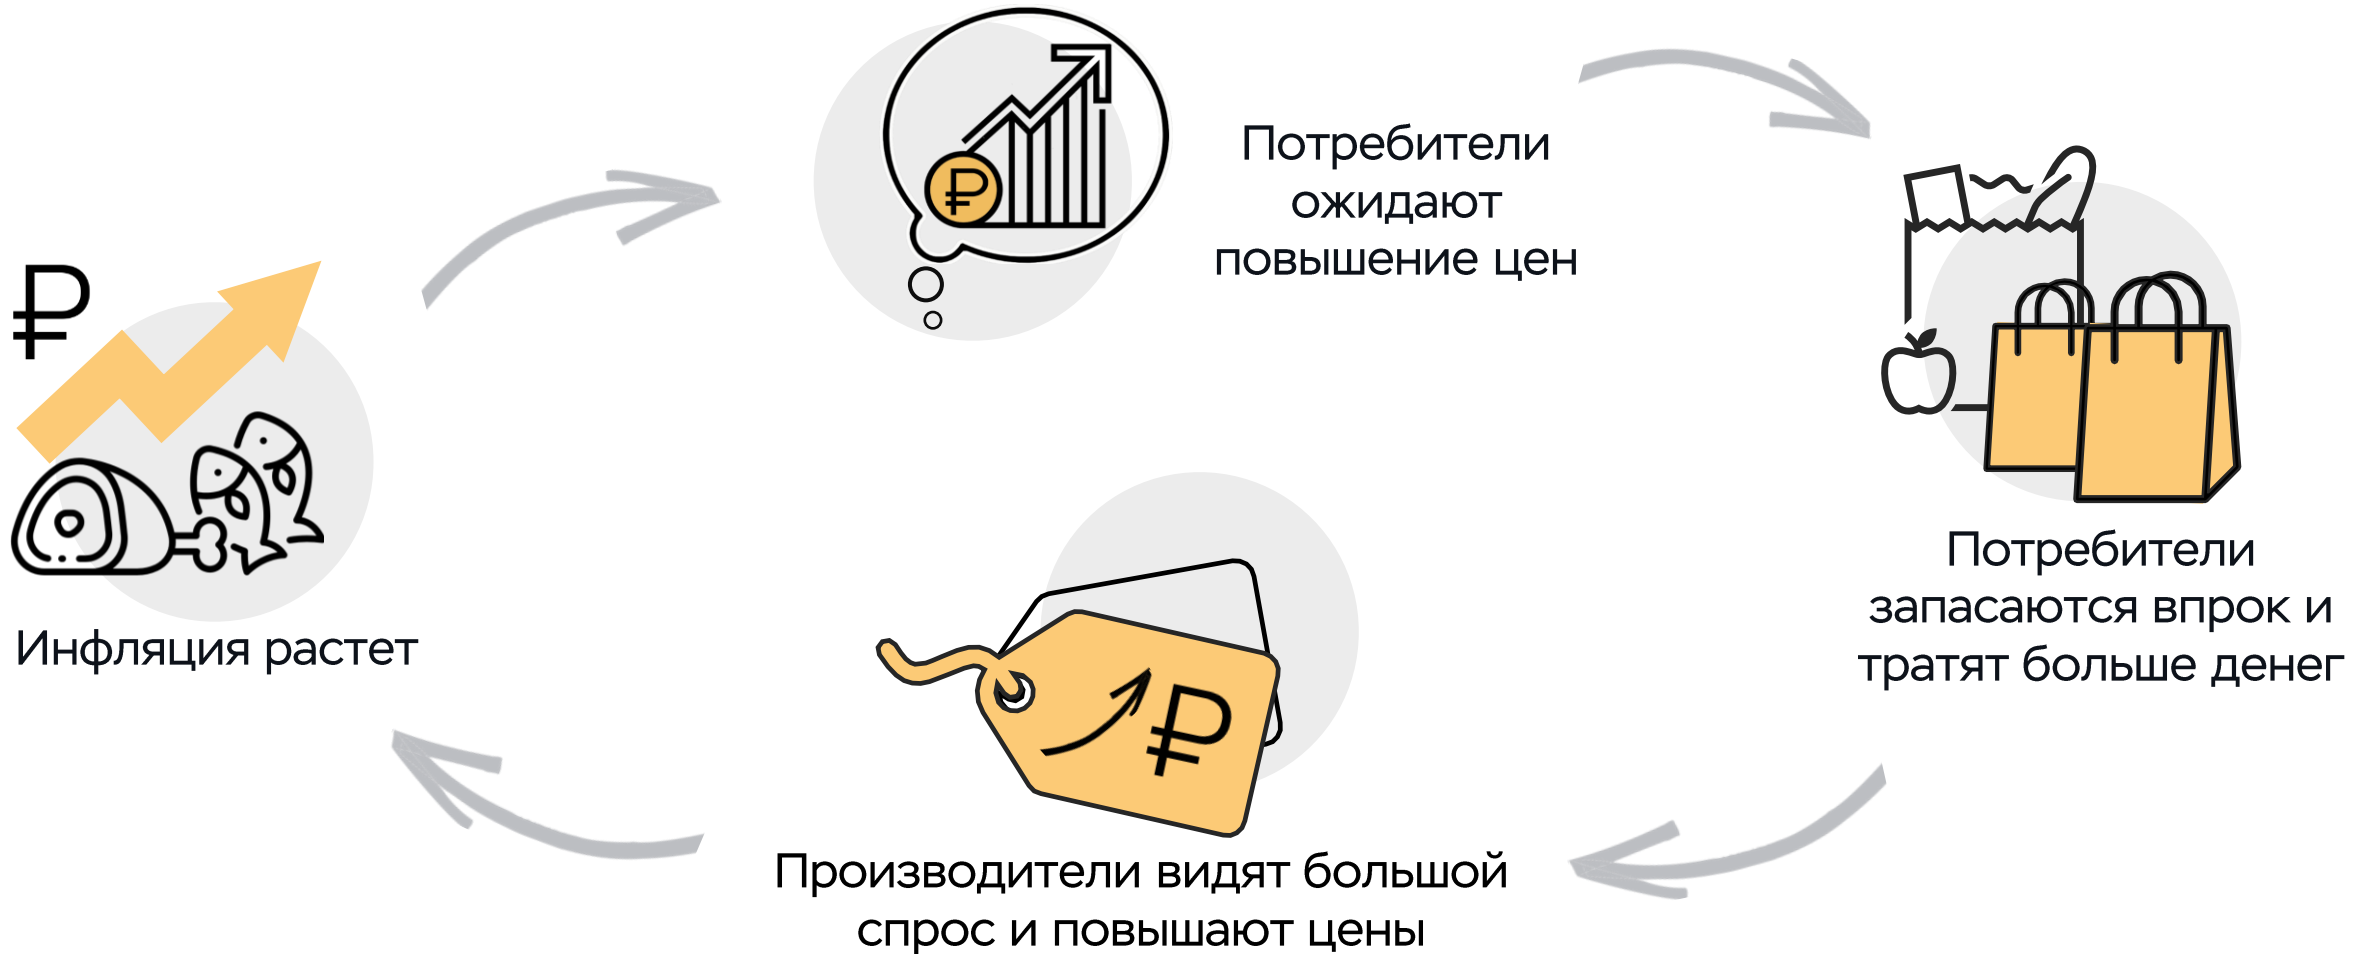 ₽
₽
Потребители
ожидают
повышение цен
Инфляция растет
Потребители
запасаются впрок и
тратят больше денег
₽
Производители видят большой
спрос и повышают цены